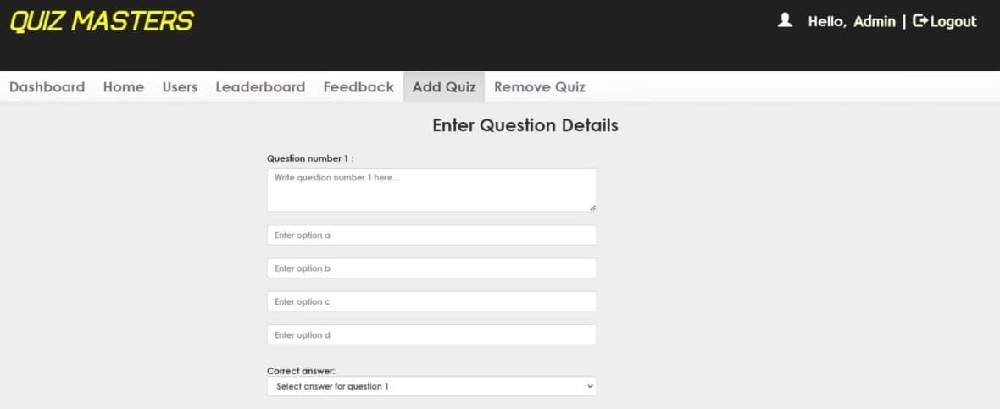 QUIZ MASTERS
Hello, Admin | Logout
Dashboard Home Users Leaderboard Feedback Add Quiz Remove Quiz
Enter Question Details
Question number 1 :
Write question number 1 here...
Enter option a
Enter option b
Enter option c
Enter option d
Correct answer:
Select answer for question 1